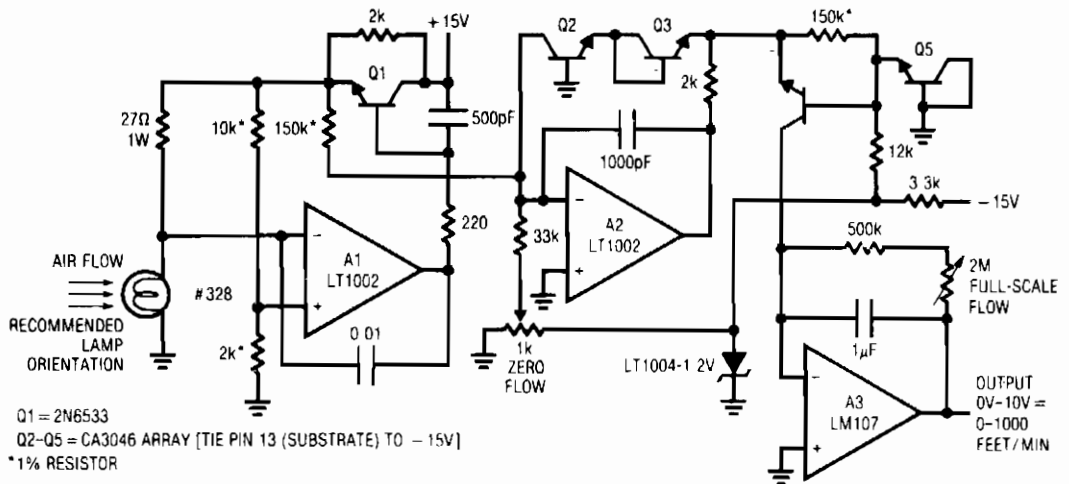 2k
+15V
Q1
500pF
27Ω
1W
10k*
150k*
220
A1
LT1002
−
+
AIR FLOW
RECOMMENDED
LAMP
ORIENTATION
#328
2k*
0.01
Q2
Q3
2k
1000pF
33k
A2
LT1002
−
+
1k
ZERO
FLOW
150k*
Q5
12k
3.3k
−15V
500k
2M
FULL-SCALE
FLOW
1µF
LT1004-1.2V
A3
LM107
−
+
OUTPUT
0V–10V =
0–1000
FEET/MIN
Q1 = 2N6533
Q2-Q5 = CA3046 ARRAY [TIE PIN 13 (SUBSTRATE) TO −15V]
*1% RESISTOR